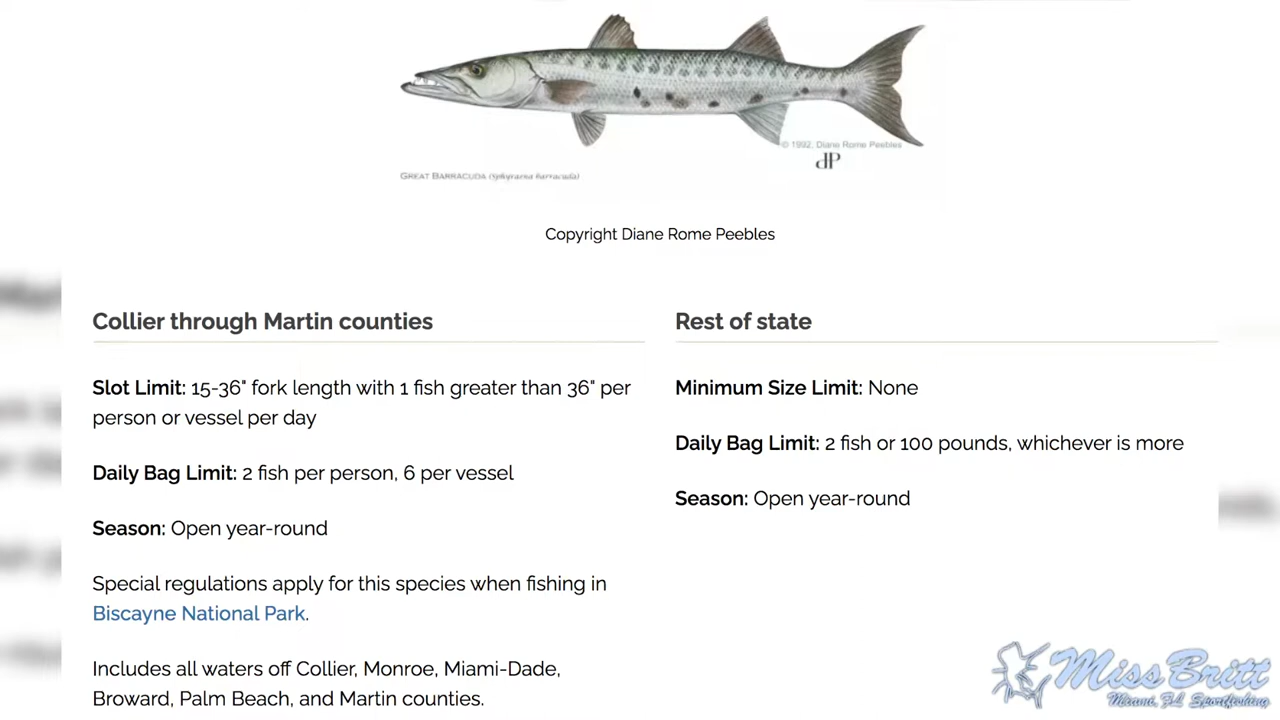 © 1992, Diane Rome Peebles
dP
GREAT BARRACUDA (Sphyraena barracuda)
Copyright Diane Rome Peebles
Collier through Martin counties
Slot Limit: 15-36" fork length with 1 fish greater than 36" per
person or vessel per day
Daily Bag Limit: 2 fish per person, 6 per vessel
Season: Open year-round
Special regulations apply for this species when fishing in
Biscayne National Park.
Includes all waters off Collier, Monroe, Miami-Dade,
Broward, Palm Beach, and Martin counties.
Rest of state
Minimum Size Limit: None
Daily Bag Limit: 2 fish or 100 pounds, whichever is more
Season: Open year-round
Miss Britt
Miami, FL Sportfishing